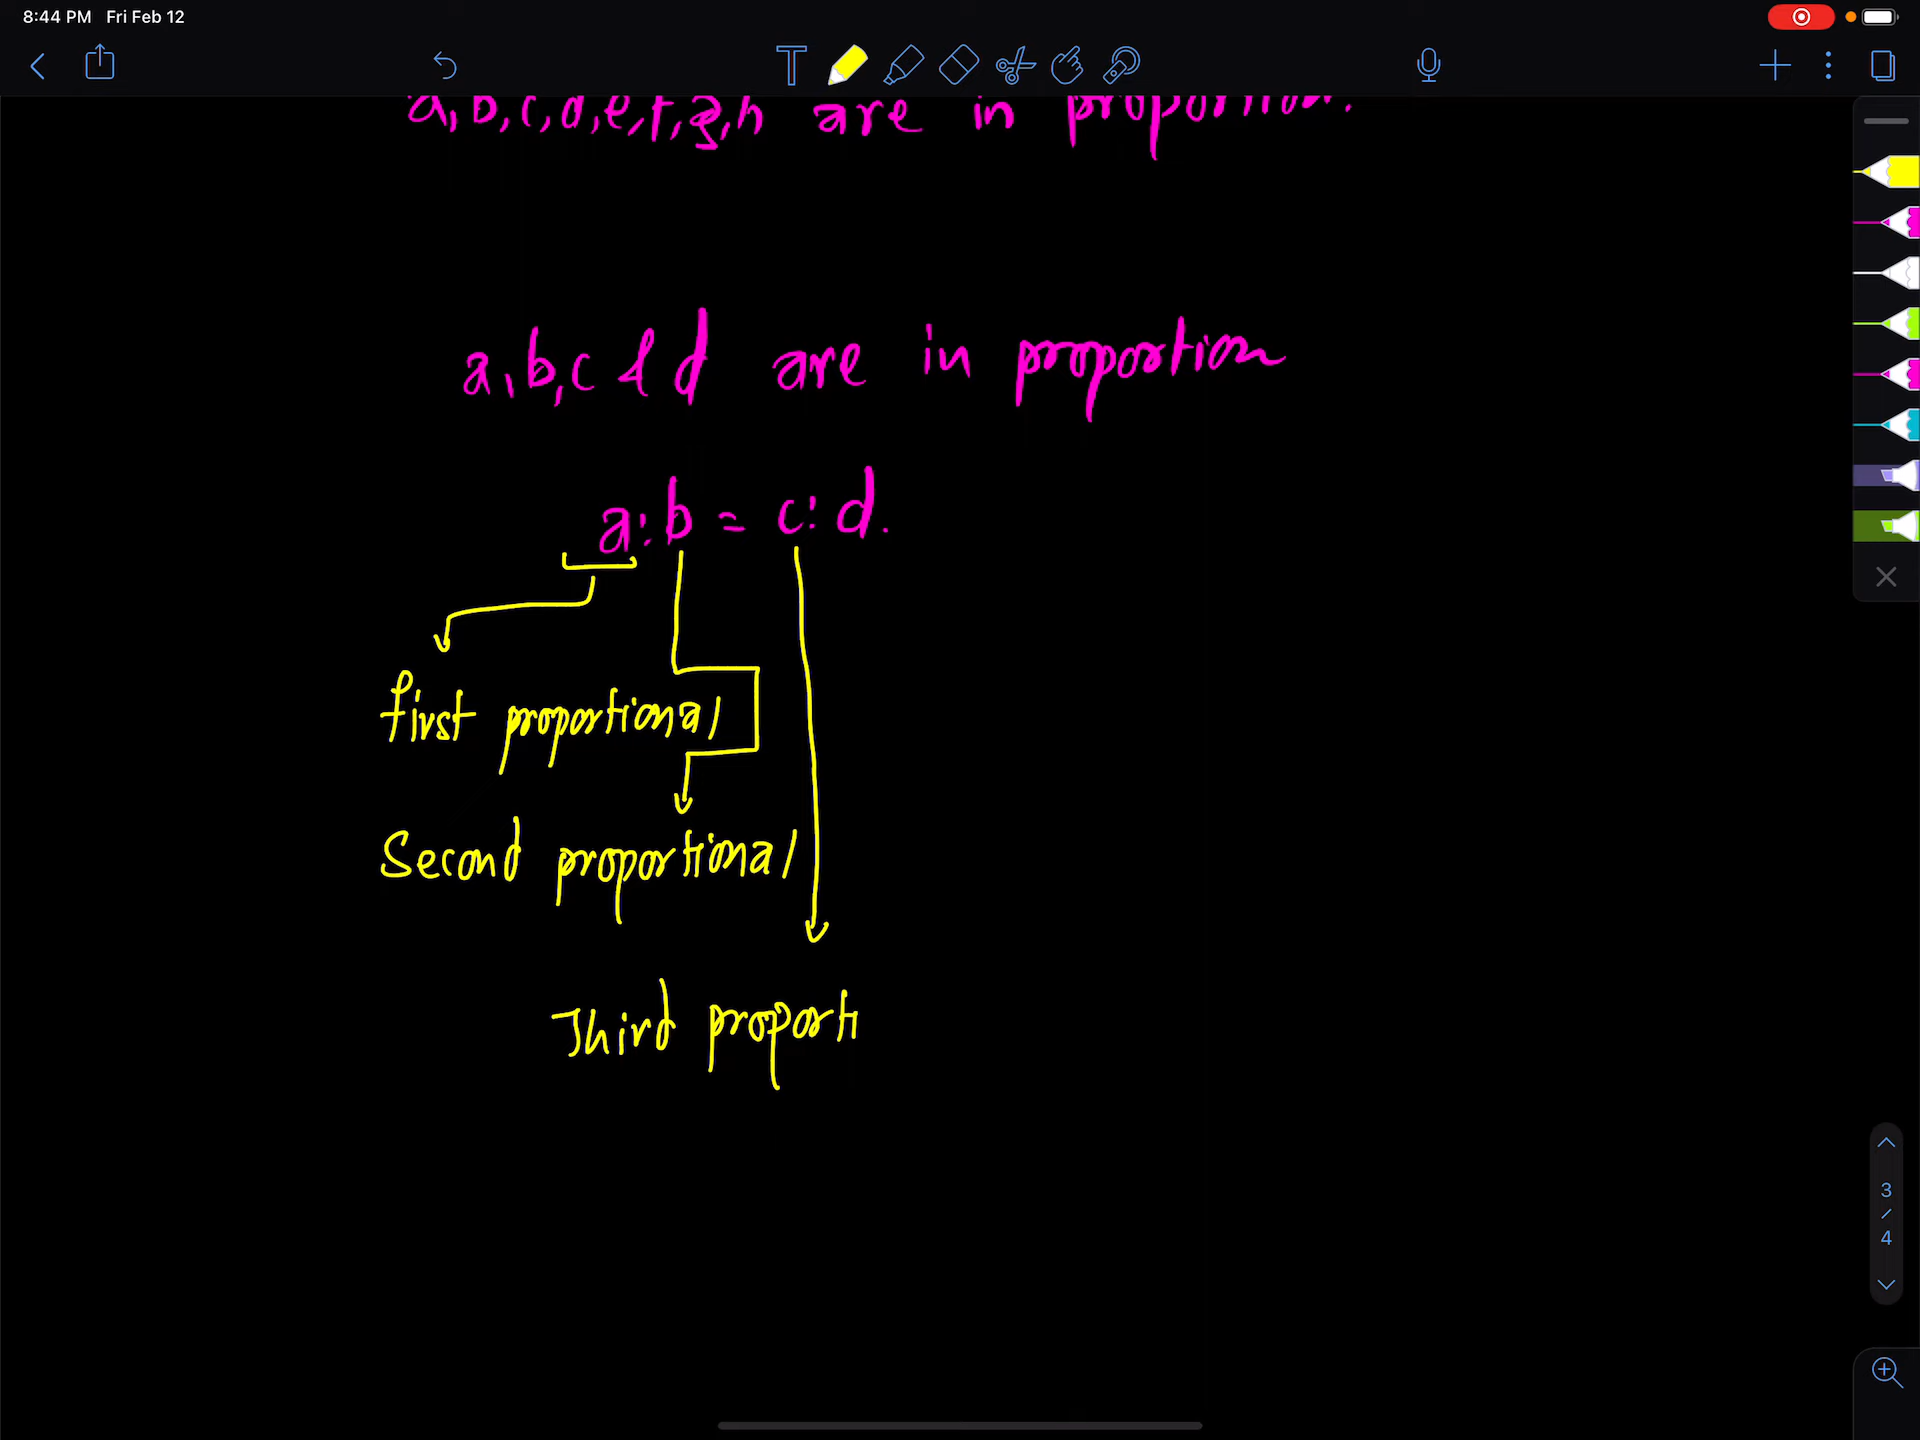 8:44 PM Fri Feb 12
a, b, c, d, e, f, g, h are in proportion.
a, b, c & d are in proportion
a : b = c : d.
first proportional
Second proportional
Third proporti
3
/
4